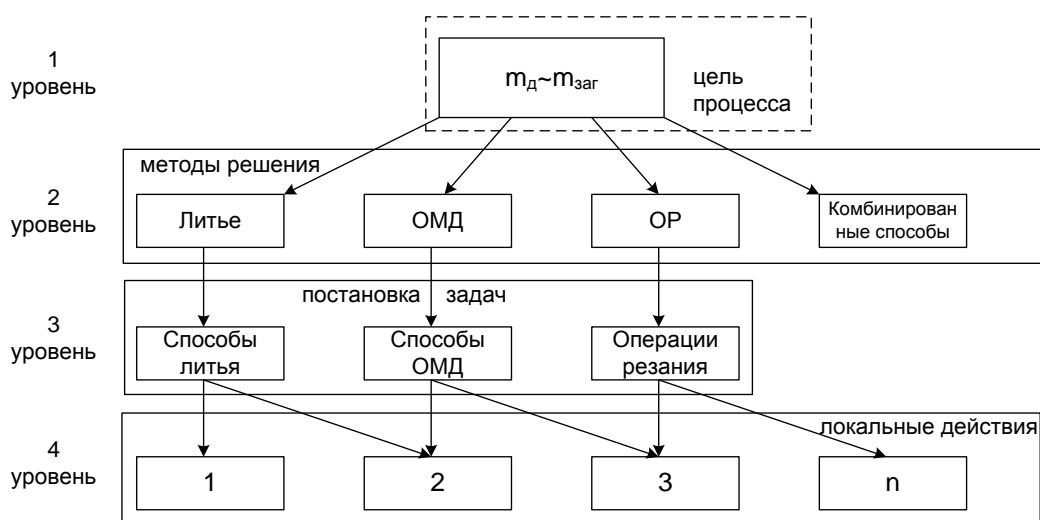 1
уровень
mд~mзаг
цель
процесса
методы решения
2
уровень
Литье
ОМД
ОР
Комбинирован
ные способы
постановка задач
3
уровень
Способы
литья
Способы
ОМД
Операции
резания
локальные действия
4
уровень
1
2
3
n